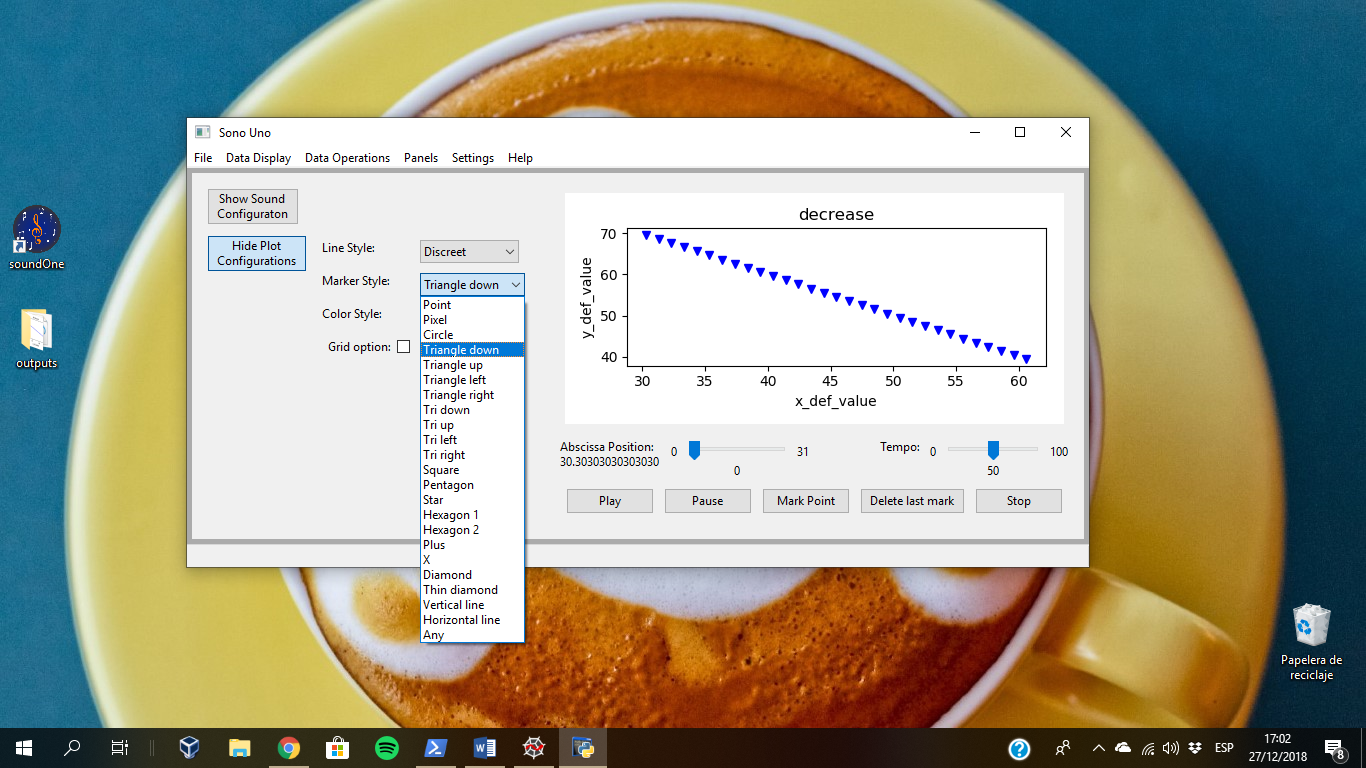 Sono Uno
File Data Display Data Operations Panels Settings Help
Show Sound
Configuraton
Hide Plot
Configurations
Line Style:
Discreet
Marker Style:
Triangle down
Color Style:
Grid option:
Point
Pixel
Circle
Triangle down
Triangle up
Triangle left
Triangle right
Tri down
Tri up
Tri left
Tri right
Square
Pentagon
Star
Hexagon 1
Hexagon 2
Plus
X
Diamond
Thin diamond
Vertical line
Horizontal line
Any
decrease
y_def_value
70
60
50
40
30 35 40 45 50 55 60
x_def_value
Abscissa Position:
30.30303030303030
0 31
0
Tempo:
0 100
50
Play Pause Mark Point Delete last mark Stop
soundOne
outputs
Papelera de
reciclaje
ESP
17:02
27/12/2018
8